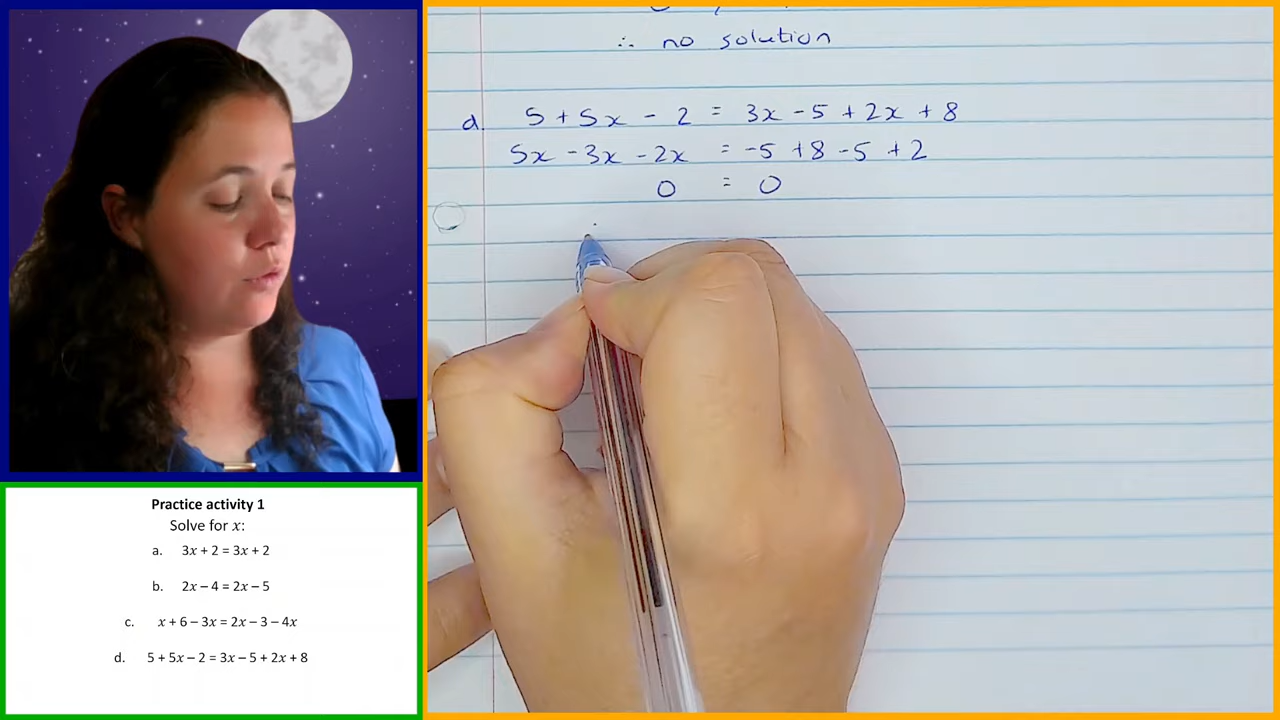 ∴ no solution
d. 5 + 5x - 2 = 3x - 5 + 2x + 8
5x - 3x - 2x = -5 + 8 - 5 + 2
0 = 0
Practice activity 1
Solve for x:
a. 3x + 2 = 3x + 2
b. 2x – 4 = 2x – 5
c. x + 6 – 3x = 2x – 3 – 4x
d. 5 + 5x – 2 = 3x – 5 + 2x + 8